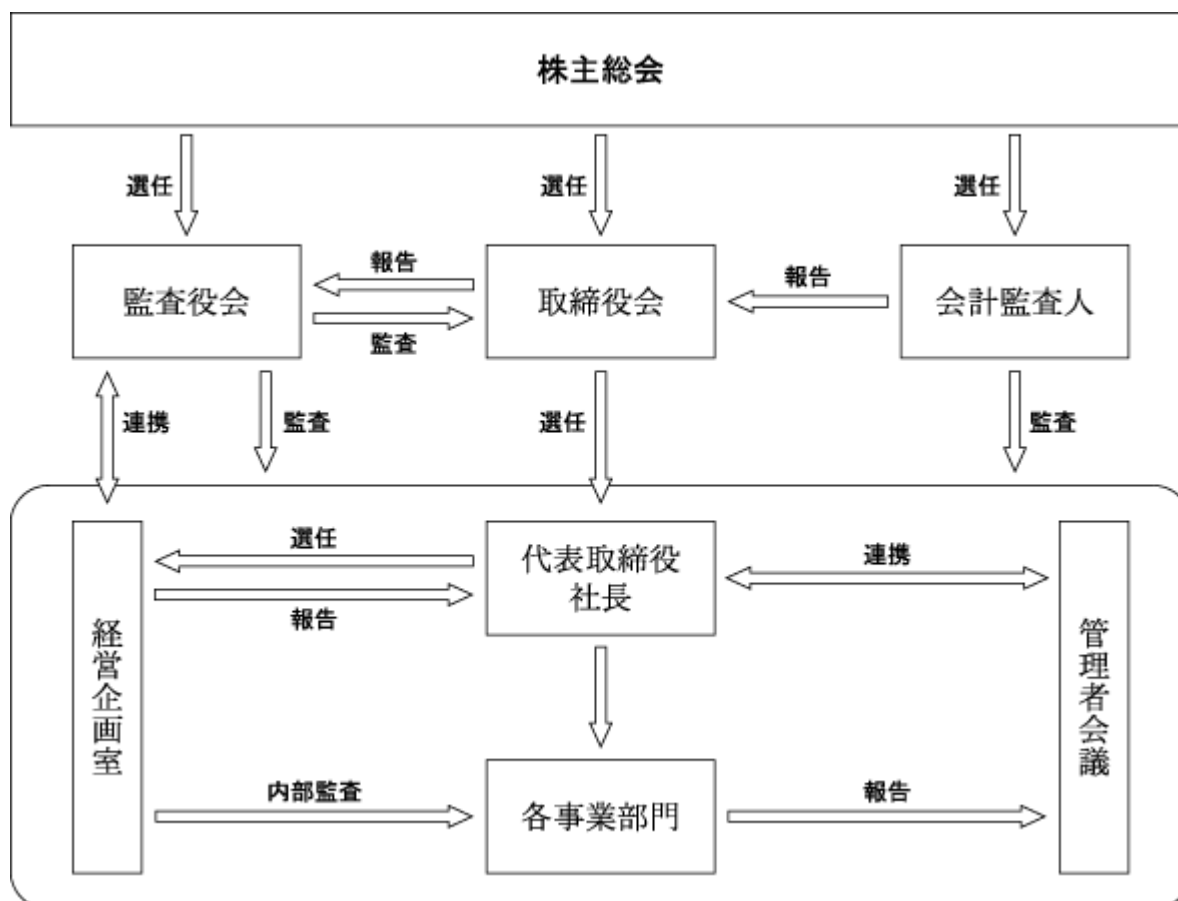 株主総会
選任
選任
選任
監査役会
報告
監査
取締役会
報告
会計監査人
連携
監査
選任
監査
経営企画室
選任
報告
代表取締役
社長
連携
管理者会議
内部監査
各事業部門
報告